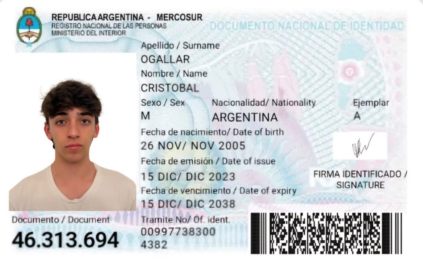 REPUBLICA ARGENTINA - MERCOSUR
REGISTRO NACIONAL DE LAS PERSONAS
MINISTERIO DEL INTERIOR
DOCUMENTO NACIONAL DE IDENTIDAD
Apellido / Surname
OGALLAR
Nombre / Name
CRISTOBAL
Sexo / Sex Nacionalidad/ Nationality Ejemplar
M ARGENTINA A
Fecha de nacimiento/ Date of birth
26 NOV/ NOV 2005
Fecha de emisión / Date of issue
15 DIC/ DIC 2023
Fecha de vencimiento / Date of expiry
15 DIC/ DIC 2038
FIRMA IDENTIFICADO /
SIGNATURE
Documento / Document
46.313.694
Tramite No/ Of. ident.
00997738300
4382